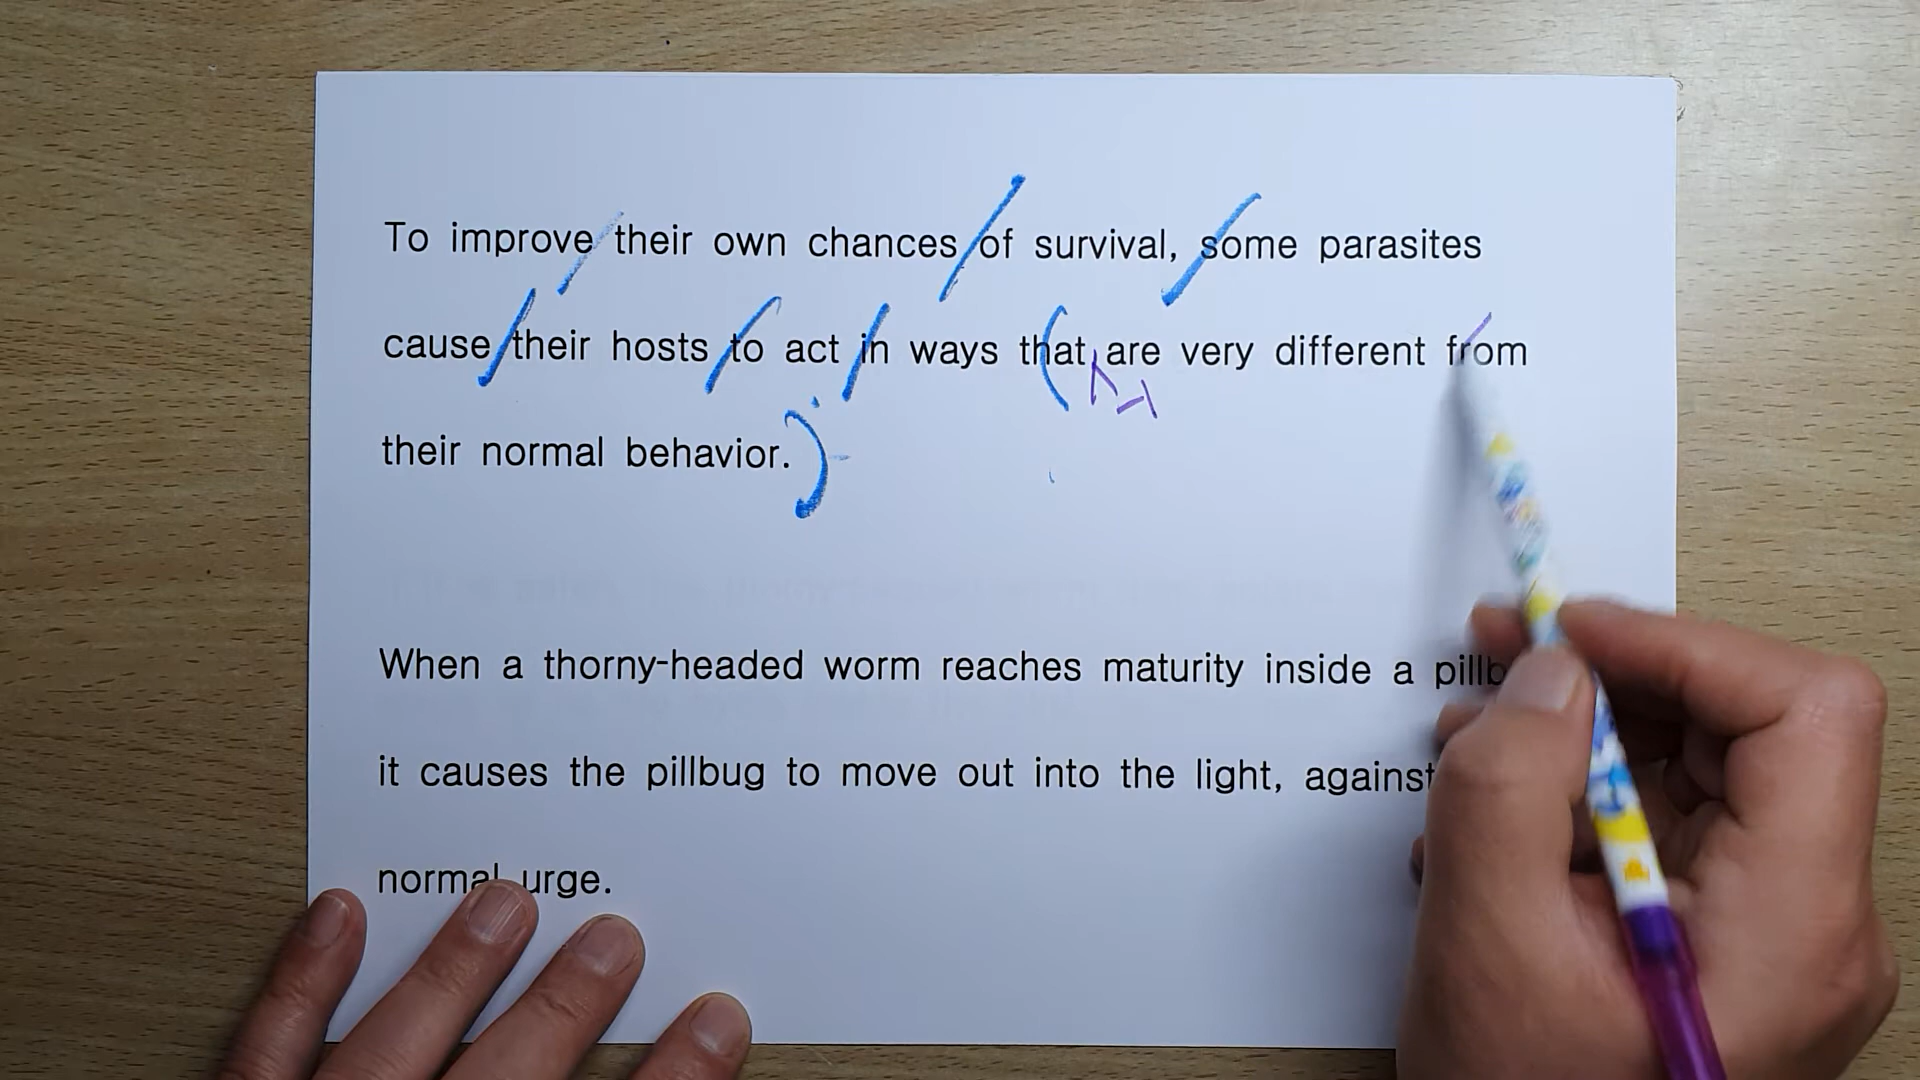 To improve their own chances of survival, some parasites
cause their hosts to act in ways that are very different from
their normal behavior.
When a thorny-headed worm reaches maturity inside a
it causes the pillbug to move out into the light, against
normal urge.